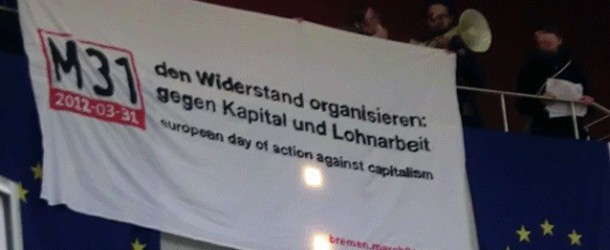 M31
2012-03-31
den Widerstand organisieren:
gegen Kapital und Lohnarbeit
european day of action against capitalism